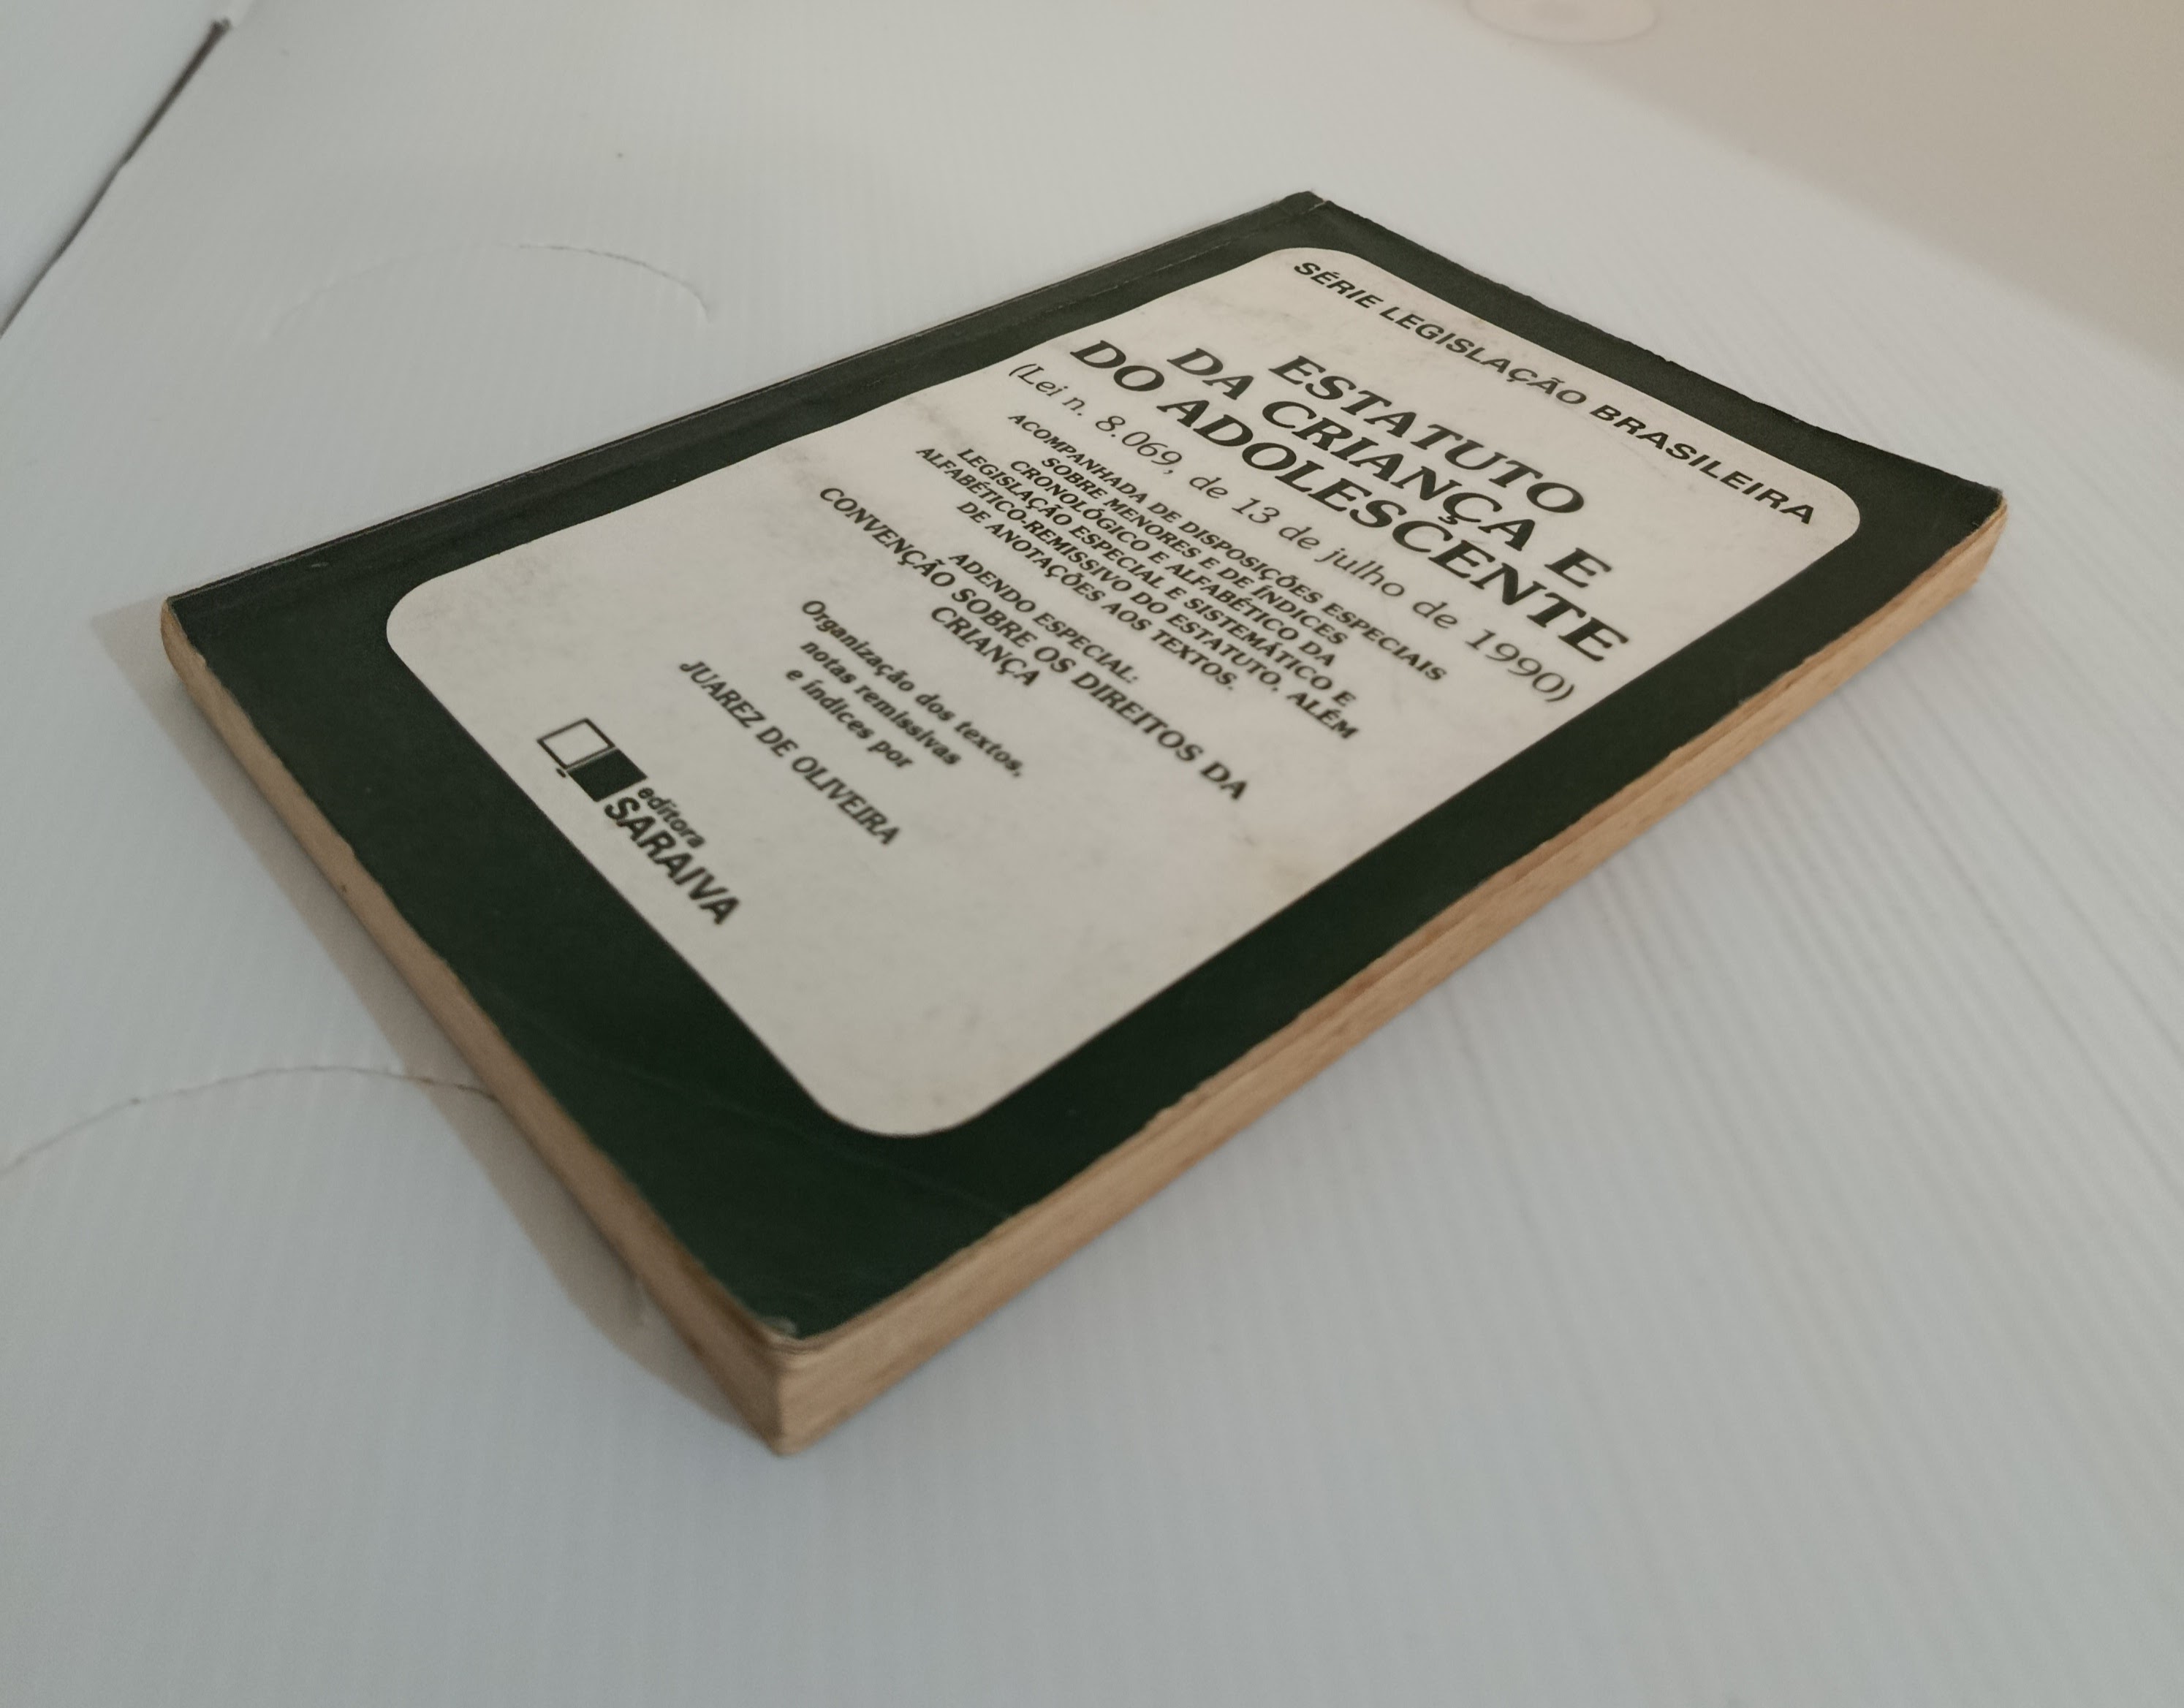 SÉRIE LEGISLAÇÃO BRASILEIRA
ESTATUTO
DA CRIANÇA E
DO ADOLESCENTE
(Lei n. 8.069, de 13 de julho de 1990)
ACOMPANHADA DE DISPOSIÇÕES ESPECIAIS
SOBRE MENORES E DE ÍNDICES
CRONOLÓGICO E ALFABÉTICO DA
LEGISLAÇÃO ESPECIAL E SISTEMÁTICO E
ALFABÉTICO-REMISSIVO DO ESTATUTO, ALÉM
DE ANOTAÇÕES AOS TEXTOS.
ADENDO ESPECIAL:
CONVENÇÃO SOBRE OS DIREITOS DA
CRIANÇA
Organização dos textos,
notas remissivas
e índices por
JUAREZ DE OLIVEIRA
editora
SARAIVA